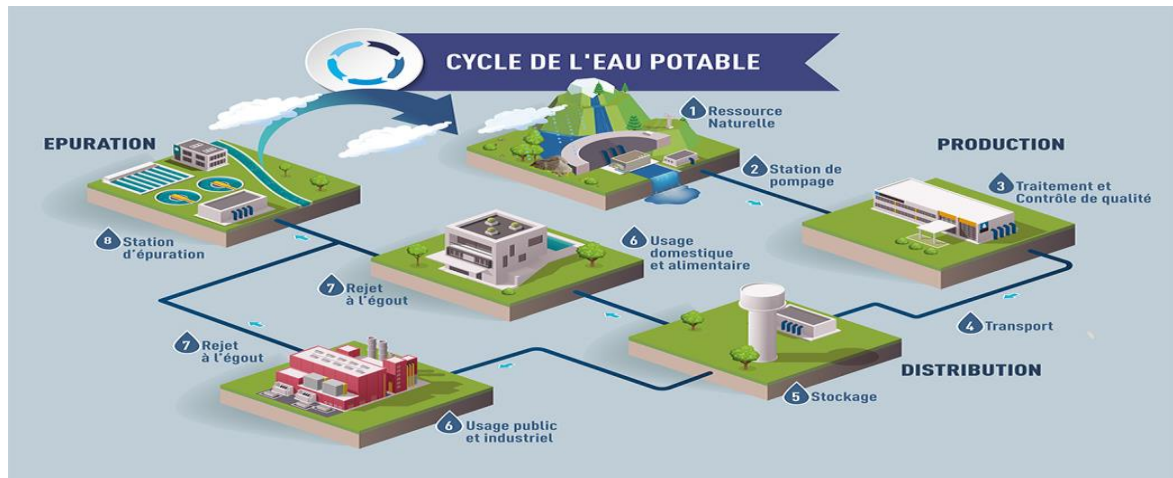 CYCLE DE L'EAU POTABLE
1 Ressource
Naturelle
EPURATION
PRODUCTION
2 Station de
pompage
3 Traitement et
Contrôle de qualité
8 Station
d'épuration
6 Usage
domestique
et alimentaire
7 Rejet
à l'égout
4 Transport
7 Rejet
à l'égout
DISTRIBUTION
5 Stockage
6 Usage public
et industriel